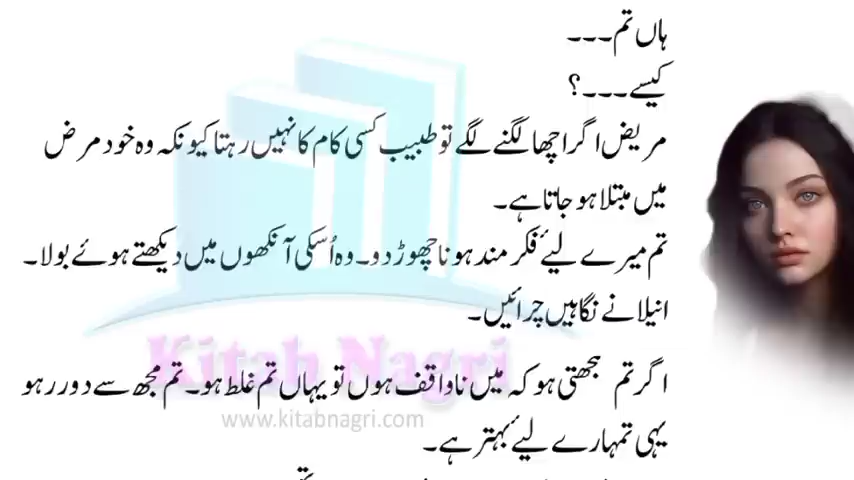 ہاں تم۔۔۔
کیسے۔۔۔؟
مریض اگر اچھا لگنے لگے تو طبیب کسی کام کا نہیں رہتا کیونکہ وہ خود مرض
میں مبتلا ہو جاتا ہے۔
تم میرے لیٔے فکر مند ہونا چھوڑ دو۔ وہ اُسکی آنکھوں میں دیکھتے ہوئے بولا۔
انیلا نے نگاہیں چرائیں۔
Kitab Nagri
اگر تم سمجھتی ہو کہ میں ناواقف ہوں تو یہاں تم غلط ہو۔ تم مجھ سے دور رہو
www.kitabnagri.com
یہی تمہارے لیٔے بہتر ہے۔